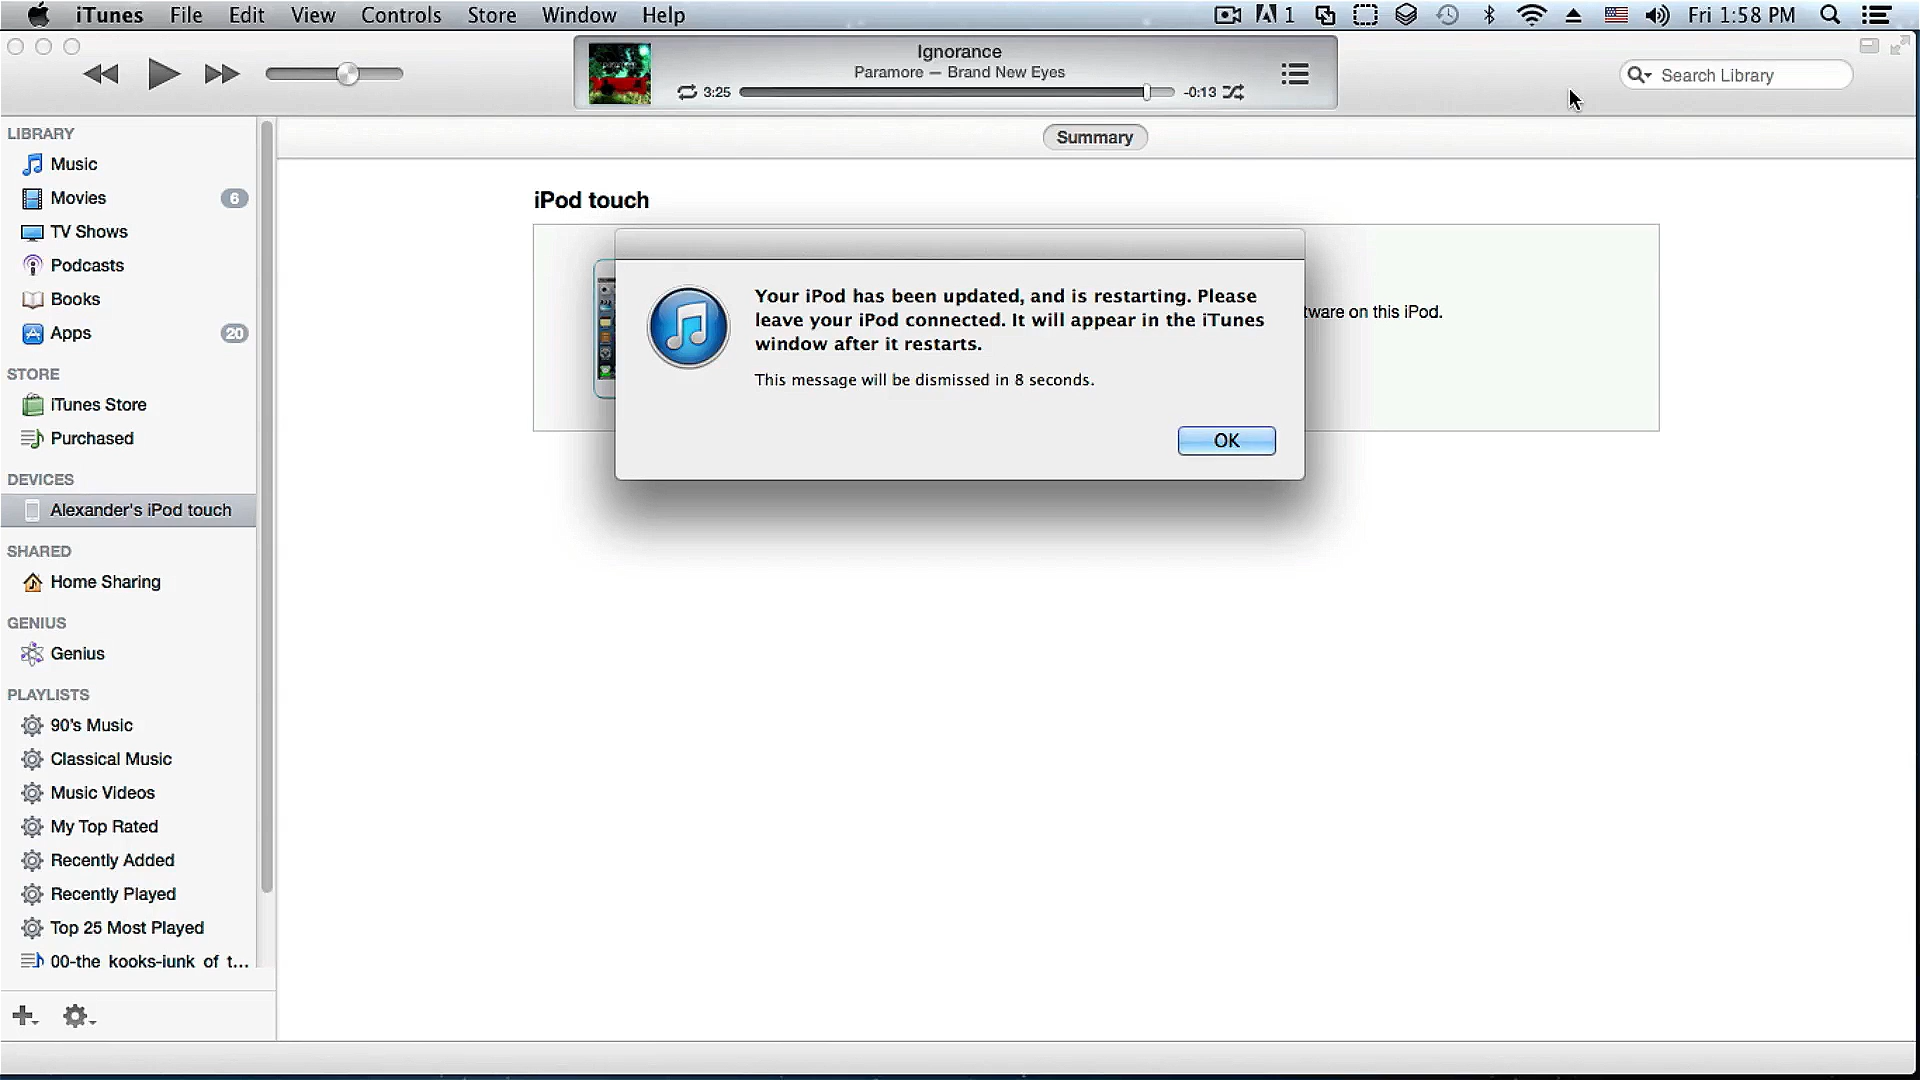 iTunes File Edit View Controls Store Window Help
1 Fri 1:58 PM
Ignorance
Paramore — Brand New Eyes
3:25 -0:13
Search Library
LIBRARY
Music
Movies 6
TV Shows
Podcasts
Books
Apps 20
STORE
iTunes Store
Purchased
DEVICES
Alexander's iPod touch
SHARED
Home Sharing
GENIUS
Genius
PLAYLISTS
90's Music
Classical Music
Music Videos
My Top Rated
Recently Added
Recently Played
Top 25 Most Played
00-the kooks-iunk of t...
Summary
iPod touch
tware on this iPod.
Your iPod has been updated, and is restarting. Please
leave your iPod connected. It will appear in the iTunes
window after it restarts.
This message will be dismissed in 8 seconds.
OK